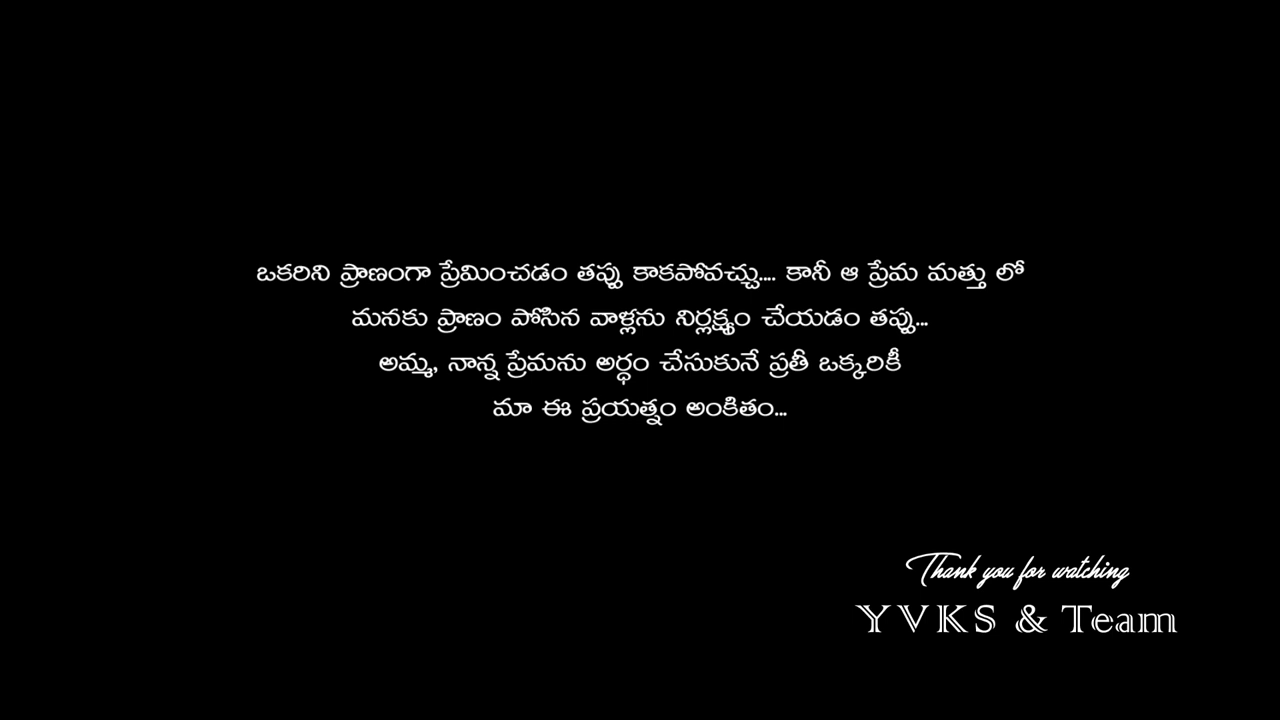 ఒకరిని ప్రాణంగా ప్రేమించడం తప్పు కాకపోవచ్చు.... కానీ ఆ ప్రేమ మత్తు లో
మనకు ప్రాణం పోసిన వాళ్లను నిర్లక్ష్యం చేయడం తప్పు...
అమ్మ, నాన్న ప్రేమను అర్ధం చేసుకునే ప్రతీ ఒక్కరికీ
మా ఈ ప్రయత్నం అంకితం...
Thank you for watching
YVKS & Team